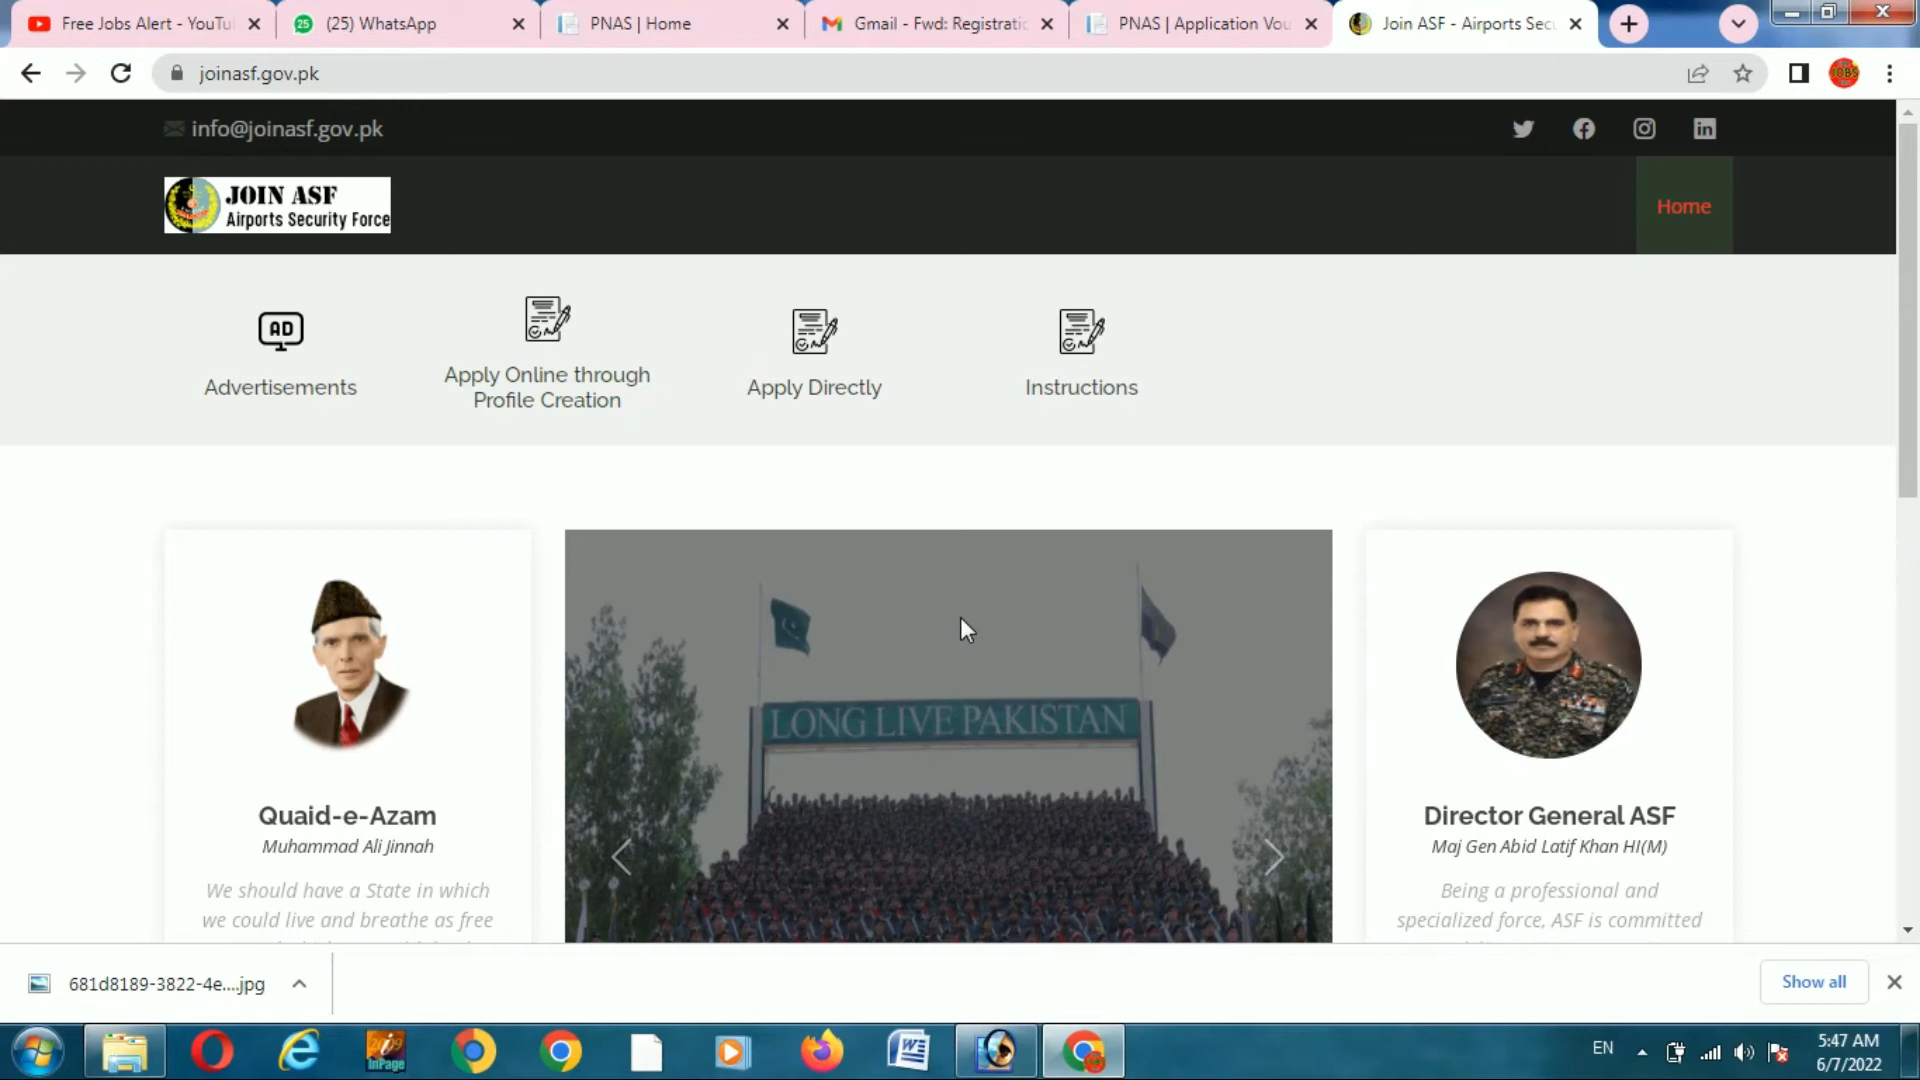 Free Jobs Alert - YouTu
(25) WhatsApp
PNAS | Home
Gmail - Fwd: Registratic
PNAS | Application Vou
Join ASF - Airports Sec
joinasf.gov.pk
info@joinasf.gov.pk
JOIN ASF
Airports Security Force
Home
AD
Advertisements
Apply Online through
Profile Creation
Apply Directly
Instructions
LONG LIVE PAKISTAN
Quaid-e-Azam
Muhammad Ali Jinnah
We should have a State in which
we could live and breathe as free
Director General ASF
Maj Gen Abid Latif Khan HI(M)
Being a professional and
specialized force, ASF is committed
681d8189-3822-4e....jpg
Show all
EN
5:47 AM
6/7/2022